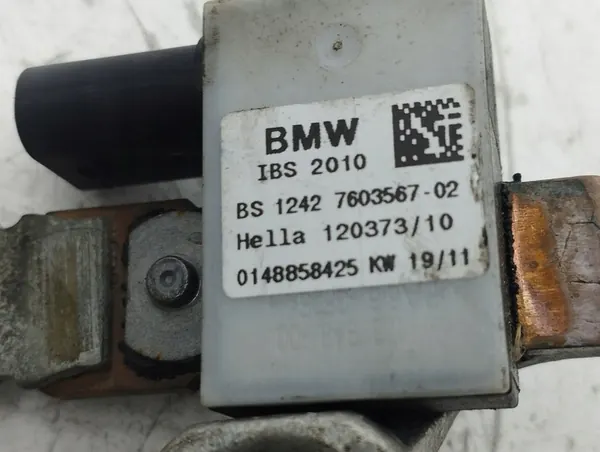 BMW
IBS 2010
BS 1242 7603567-02
Hella 120373/10
0148858425 KW 19/11